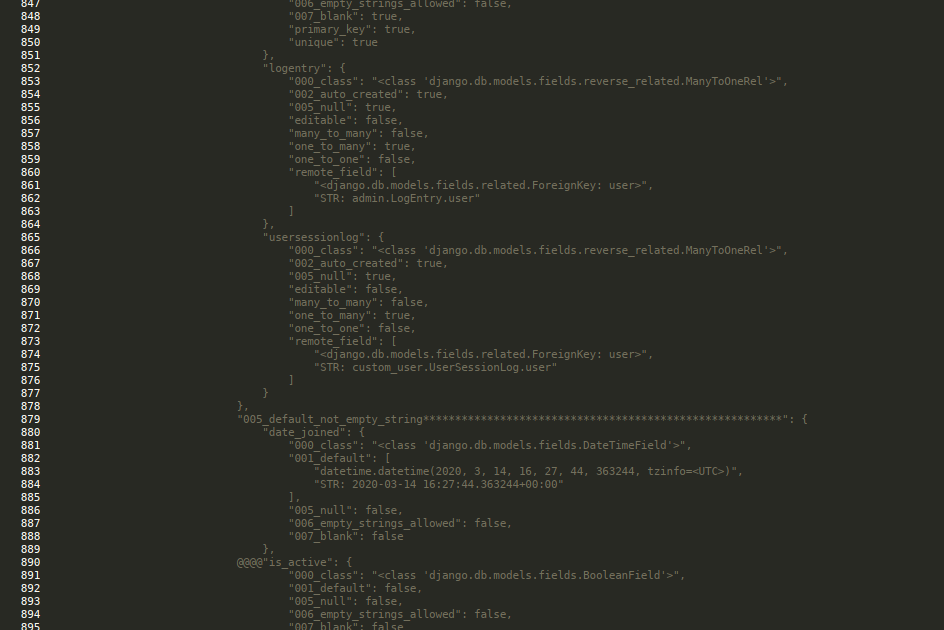 847 "006_empty_strings_allowed": false,
848 "007_blank": true,
849 "primary_key": true,
850 "unique": true
851 },
852 "logentry": {
853 "000_class": "<class 'django.db.models.fields.reverse_related.ManyToOneRel'>",
854 "002_auto_created": true,
855 "005_null": true,
856 "editable": false,
857 "many_to_many": false,
858 "one_to_many": true,
859 "one_to_one": false,
860 "remote_field": [
861 "<django.db.models.fields.related.ForeignKey: user>",
862 "STR: admin.LogEntry.user"
863 ]
864 },
865 "usersessionlog": {
866 "000_class": "<class 'django.db.models.fields.reverse_related.ManyToOneRel'>",
867 "002_auto_created": true,
868 "005_null": true,
869 "editable": false,
870 "many_to_many": false,
871 "one_to_many": true,
872 "one_to_one": false,
873 "remote_field": [
874 "<django.db.models.fields.related.ForeignKey: user>",
875 "STR: custom_user.UserSessionLog.user"
876 ]
877 }
878 },
879 "005_default_not_empty_string********************************************************": {
880 "date_joined": {
881 "000_class": "<class 'django.db.models.fields.DateTimeField'>",
882 "001_default": [
883 "datetime.datetime(2020, 3, 14, 16, 27, 44, 363244, tzinfo=<UTC>)",
884 "STR: 2020-03-14 16:27:44.363244+00:00"
885 ],
886 "005_null": false,
887 "006_empty_strings_allowed": false,
888 "007_blank": false
889 },
890 @@@@"is_active": {
891 "000_class": "<class 'django.db.models.fields.BooleanField'>",
892 "001_default": false,
893 "005_null": false,
894 "006_empty_strings_allowed": false,
895 "007_blank": false